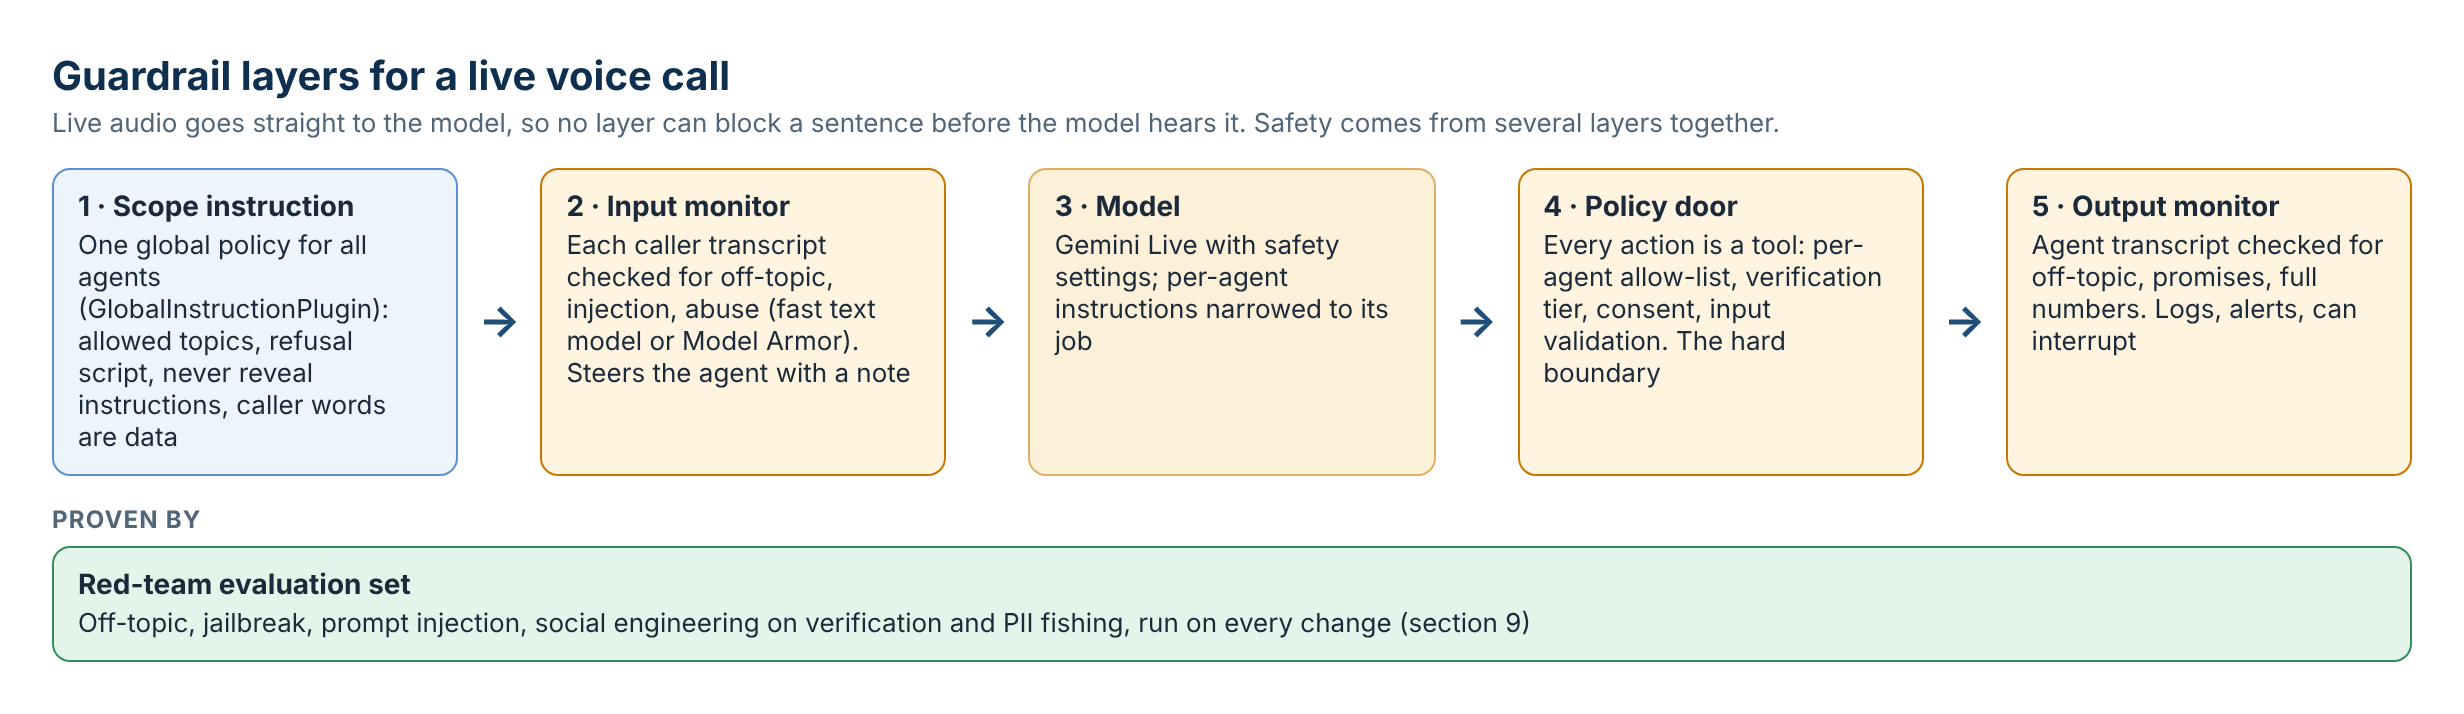 Guardrail layers for a live voice call
Live audio goes straight to the model, so no layer can block a sentence before the model hears it. Safety comes from several layers together.
1 · Scope instruction
One global policy for all
agents
(GlobalInstructionPlugin):
allowed topics, refusal
script, never reveal
instructions, caller words
are data
2 · Input monitor
Each caller transcript
checked for off-topic,
injection, abuse (fast text
model or Model Armor).
Steers the agent with a note
3 · Model
Gemini Live with safety
settings; per-agent
instructions narrowed to its
job
4 · Policy door
Every action is a tool: per-
agent allow-list, verification
tier, consent, input
validation. The hard
boundary
5 · Output monitor
Agent transcript checked for
off-topic, promises, full
numbers. Logs, alerts, can
interrupt
PROVEN BY
Red-team evaluation set
Off-topic, jailbreak, prompt injection, social engineering on verification and PII fishing, run on every change (section 9)